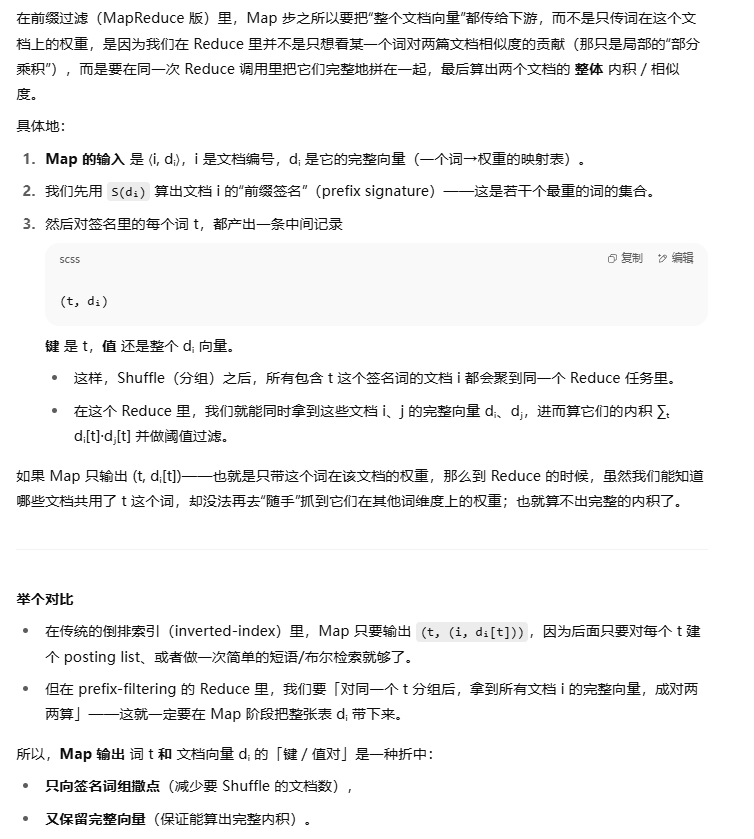 在前缀过滤（MapReduce 版）里，Map 步之所以要把“整个文档向量”都传给下游，而不是只传词在这个文
档上的权重，是因为我们在 Reduce 里并不是只想看某一个词对两篇文档相似度的贡献（那只是局部的“部分
乘积”），而是要在同一次 Reduce 调用里把它们完整地拼在一起，最后算出两个文档的 整体 内积 / 相似
度。
具体地：
1. Map 的输入 是 ⟨i, dᵢ⟩，i 是文档编号，dᵢ 是它的完整向量（一个词→权重的映射表）。
2. 我们先用 S(dᵢ) 算出文档 i 的“前缀签名”（prefix signature）——这是若干个最重的词的集合。
3. 然后对签名里的每个词 t，都产出一条中间记录
scss
复制 编辑
(t, dᵢ)
键 是 t，值 还是整个 dᵢ 向量。
• 这样，Shuffle（分组）之后，所有包含 t 这个签名词的文档 i 都会聚到同一个 Reduce 任务里。
• 在这个 Reduce 里，我们就能同时拿到这些文档 i、j 的完整向量 dᵢ、dⱼ，进而算它们的内积 ∑ₜ
dᵢ[t]·dⱼ[t] 并做阈值过滤。
如果 Map 只输出 (t, dᵢ[t])——也就是只带这个词在该文档的权重，那么到 Reduce 的时候，虽然我们能知道
哪些文档共用了 t 这个词，却没法再去“随手”抓到它们在其他词维度上的权重；也就算不出完整的内积了。
举个对比
• 在传统的倒排索引（inverted-index）里，Map 只要输出 (t, (i, dᵢ[t]))，因为后面只要对每个 t 建
个 posting list、或者做一次简单的短语/布尔检索就够了。
• 但在 prefix-filtering 的 Reduce 里，我们要「对同一个 t 分组后，拿到所有文档 i 的完整向量，成对两
两算」——这就一定要在 Map 阶段把整张表 dᵢ 带下来。
所以，Map 输出 词 t 和 文档向量 dᵢ 的「键 / 值对」是一种折中：
• 只向签名词组撒点（减少要 Shuffle 的文档数），
• 又保留完整向量（保证能算出完整内积）。